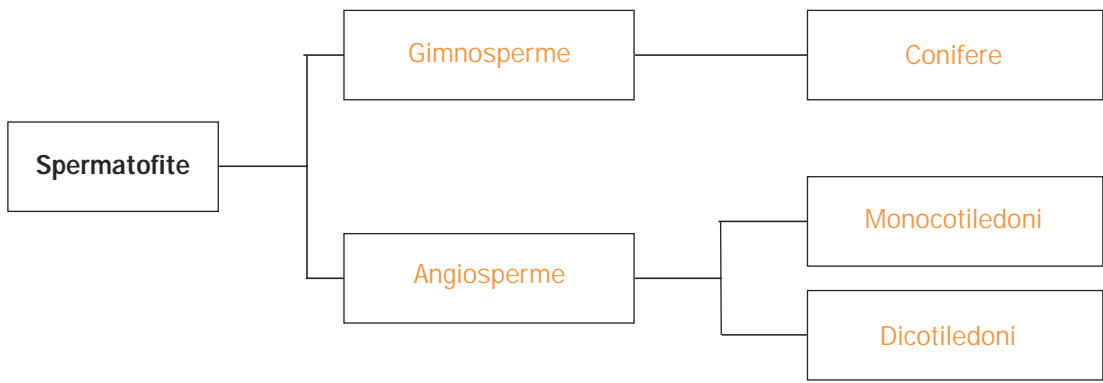 Gimnosperme
Conifere
Spermatofite
Monocotiledoni
Angiosperme
Dicotiledoni